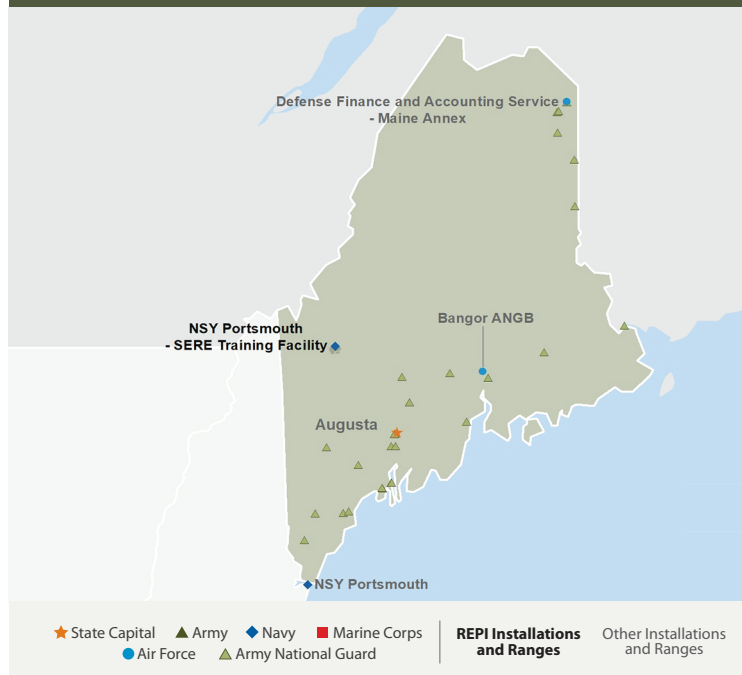 Defense Finance and Accounting Service
- Maine Annex
Bangor ANGB
NSY Portsmouth
- SERE Training Facility
Augusta
NSY Portsmouth
State Capital
Army
Navy
Marine Corps
Air Force
Army National Guard
REPI Installations
and Ranges
Other Installations
and Ranges